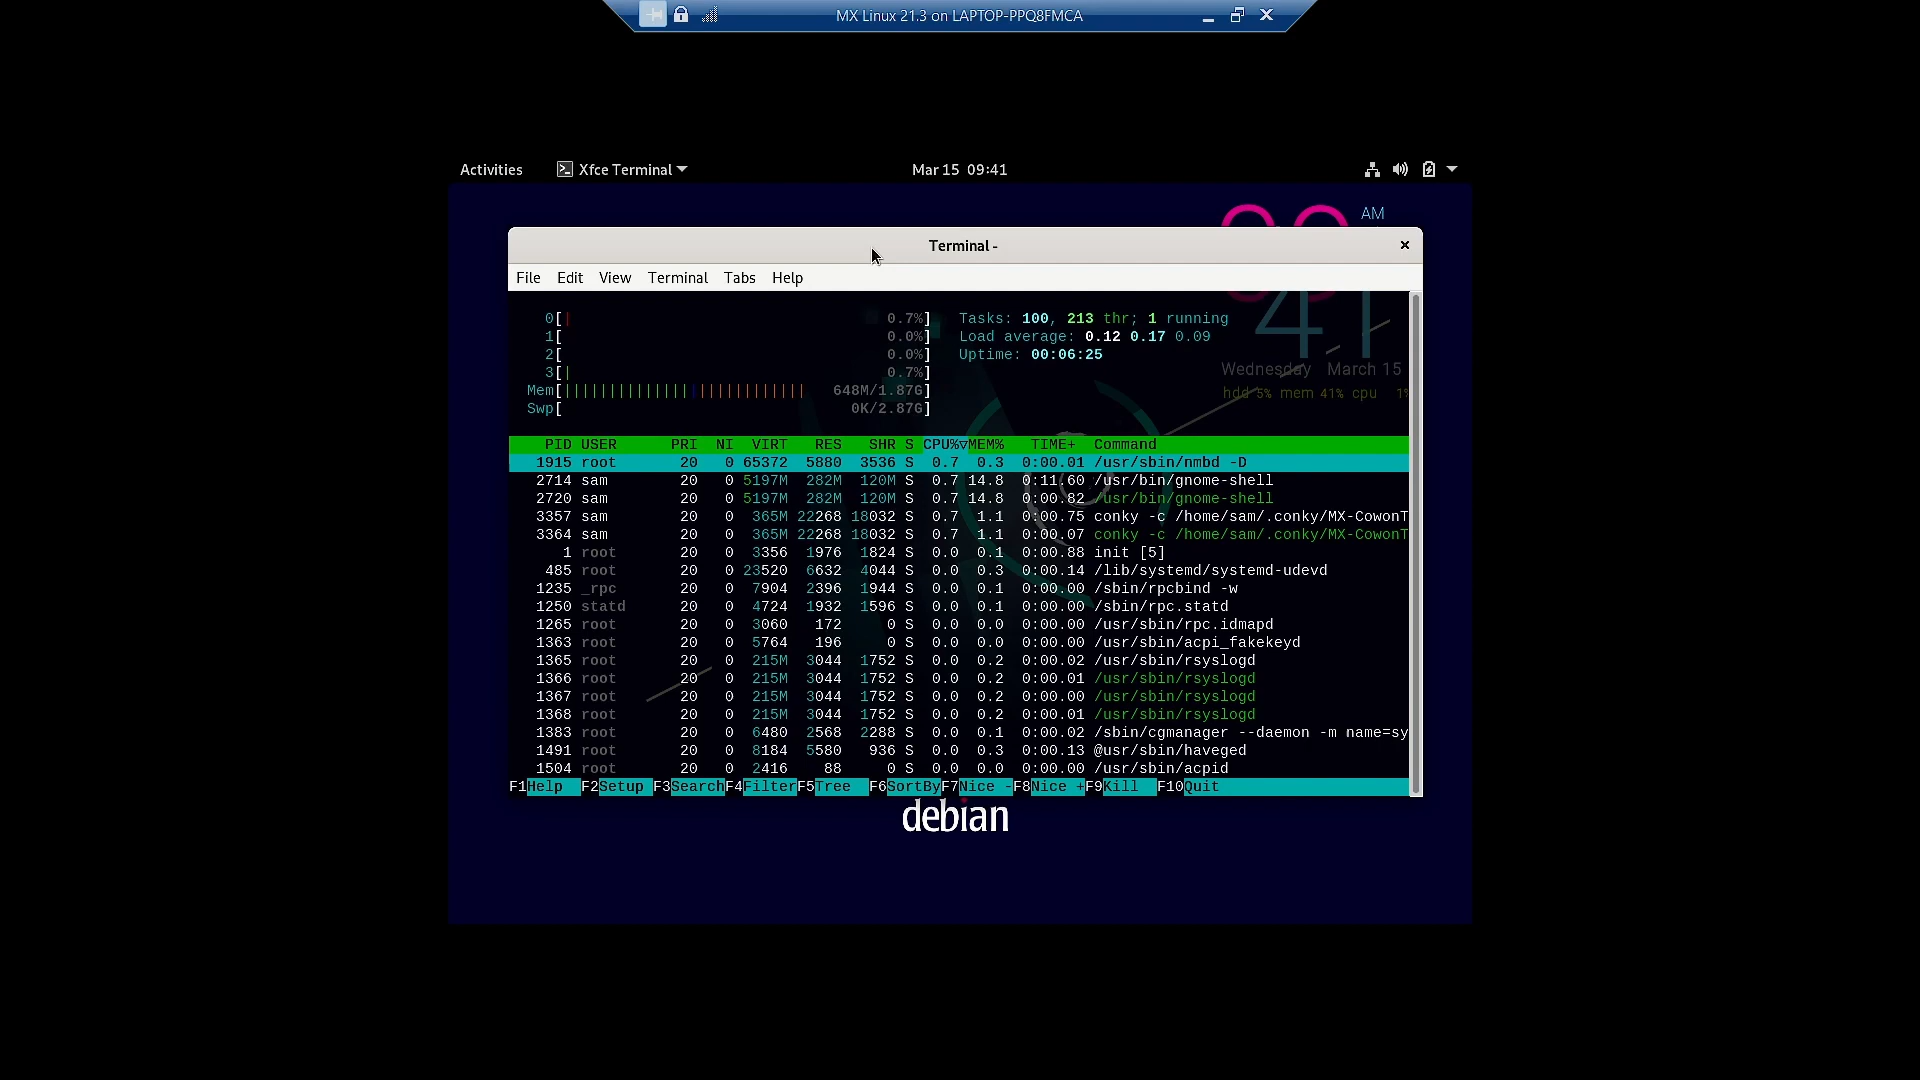 MX Linux 21.3 on LAPTOP-PPQ8FMCA
Activities Xfce Terminal Mar 15 09:41
AM
Terminal -
File Edit View Terminal Tabs Help
0[| 0.7%] Tasks: 100, 213 thr; 1 running
1[ 0.0%] Load average: 0.12 0.17 0.09
2[ 0.0%] Uptime: 00:06:25
3[| 0.7%]
41
Wednesday March 15
Mem[|||||||||||||||||||||||||| 648M/1.87G]
hdd 5% mem 41% cpu 1%
Swp[ 0K/2.87G]
PID USER PRI NI VIRT RES SHR S CPU%▽MEM% TIME+ Command
1915 root 20 0 65372 5880 3536 S 0.7 0.3 0:00.01 /usr/sbin/nmbd -D
2714 sam 20 0 5197M 282M 120M S 0.7 14.8 0:11.60 /usr/bin/gnome-shell
2720 sam 20 0 5197M 282M 120M S 0.7 14.8 0:00.82 /usr/bin/gnome-shell
3357 sam 20 0 365M 22268 18032 S 0.7 1.1 0:00.75 conky -c /home/sam/.conky/MX-CowonT
3364 sam 20 0 365M 22268 18032 S 0.7 1.1 0:00.07 conky -c /home/sam/.conky/MX-CowonT
1 root 20 0 3356 1976 1824 S 0.0 0.1 0:00.88 init [5]
485 root 20 0 23520 6632 4044 S 0.0 0.3 0:00.14 /lib/systemd/systemd-udevd
1235 _rpc 20 0 7904 2396 1944 S 0.0 0.1 0:00.00 /sbin/rpcbind -w
1250 statd 20 0 4724 1932 1596 S 0.0 0.1 0:00.00 /sbin/rpc.statd
1265 root 20 0 3060 172 0 S 0.0 0.0 0:00.00 /usr/sbin/rpc.idmapd
1363 root 20 0 5764 196 0 S 0.0 0.0 0:00.00 /usr/sbin/acpi_fakekeyd
1365 root 20 0 215M 3044 1752 S 0.0 0.2 0:00.02 /usr/sbin/rsyslogd
1366 root 20 0 215M 3044 1752 S 0.0 0.2 0:00.01 /usr/sbin/rsyslogd
1367 root 20 0 215M 3044 1752 S 0.0 0.2 0:00.00 /usr/sbin/rsyslogd
1368 root 20 0 215M 3044 1752 S 0.0 0.2 0:00.01 /usr/sbin/rsyslogd
1383 root 20 0 6480 2568 2288 S 0.0 0.1 0:00.02 /sbin/cgmanager --daemon -m name=sy
1491 root 20 0 8184 5580 936 S 0.0 0.3 0:00.13 @usr/sbin/haveged
1504 root 20 0 2416 88 0 S 0.0 0.0 0:00.00 /usr/sbin/acpid
F1Help F2Setup F3SearchF4FilterF5Tree F6SortByF7Nice -F8Nice +F9Kill F10Quit
debian